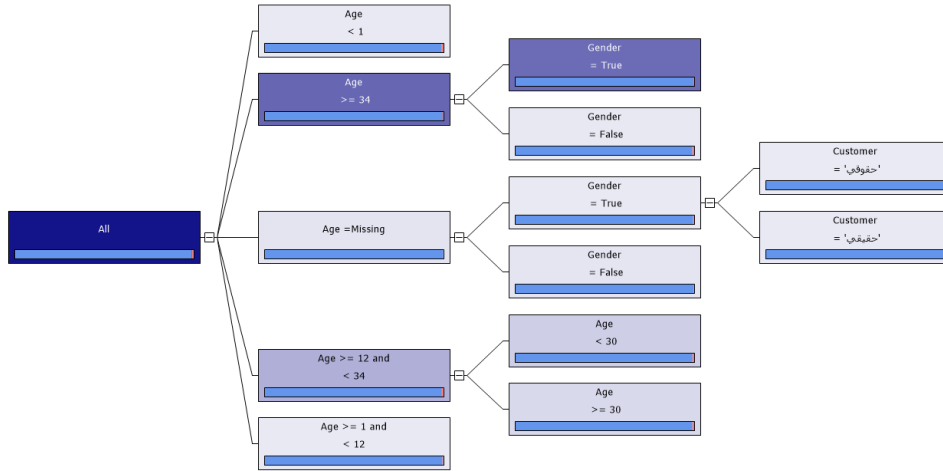 All
Age
< 1
Age
>= 34
Age =Missing
Age >= 12 and
< 34
Age >= 1 and
< 12
Gender
= True
Gender
= False
Gender
= True
Gender
= False
Age
< 30
Age
>= 30
Customer
= 'حقوقي'
Customer
= 'حقيقي'